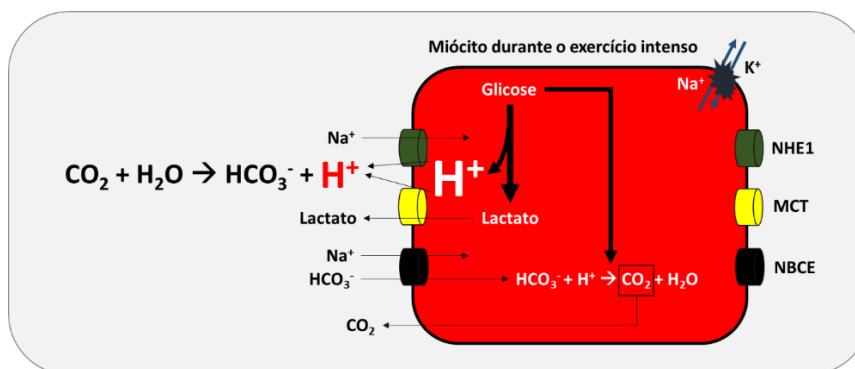 Miócito durante o exercício intenso
K⁺
Na⁺
Glicose
Na⁺
NHE1
CO₂ + H₂O → HCO₃⁻ + H⁺
H⁺
Lactato
Lactato
MCT
Na⁺
NBCE
HCO₃⁻
HCO₃⁻ + H⁺ → CO₂ + H₂O
CO₂